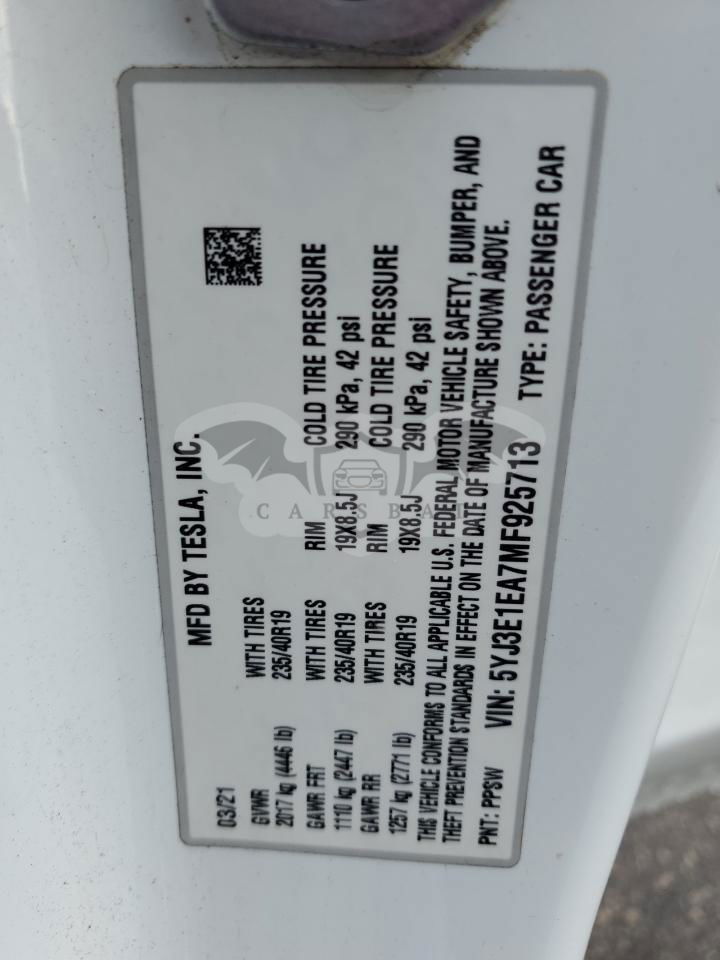 MFD BY TESLA, INC.
03/21
GVWR WITH TIRES
2017 kg (4446 lb) 235/40R19
GAWR FRT WITH TIRES RIM COLD TIRE PRESSURE
1110 kg (2447 lb) 235/40R19 19X8.5J 290 kPa, 42 psi
GAWR RR WITH TIRES RIM COLD TIRE PRESSURE
1257 kg (2771 lb) 235/40R19 19X8.5J 290 kPa, 42 psi
THIS VEHICLE CONFORMS TO ALL APPLICABLE U.S. FEDERAL MOTOR VEHICLE SAFETY, BUMPER, AND
THEFT PREVENTION STANDARDS IN EFFECT ON THE DATE OF MANUFACTURE SHOWN ABOVE.
PNT: PPSW VIN: 5YJ3E1EA7MF925713 TYPE: PASSENGER CAR
CARSBAT